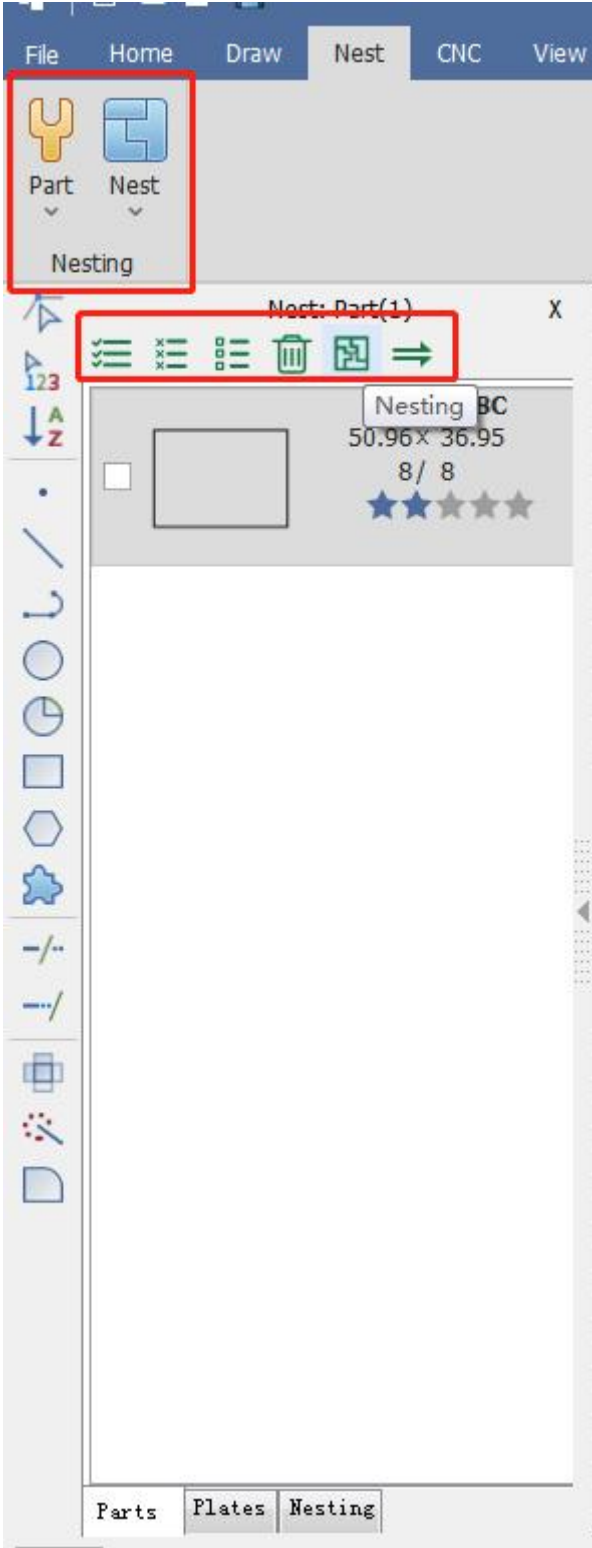 File Home Draw Nest CNC View
Part Nest
Nesting
Nest: Part(1) X
123
A
Z
Nesting BC
50.96× 36.95
8/ 8
Parts Plates Nesting